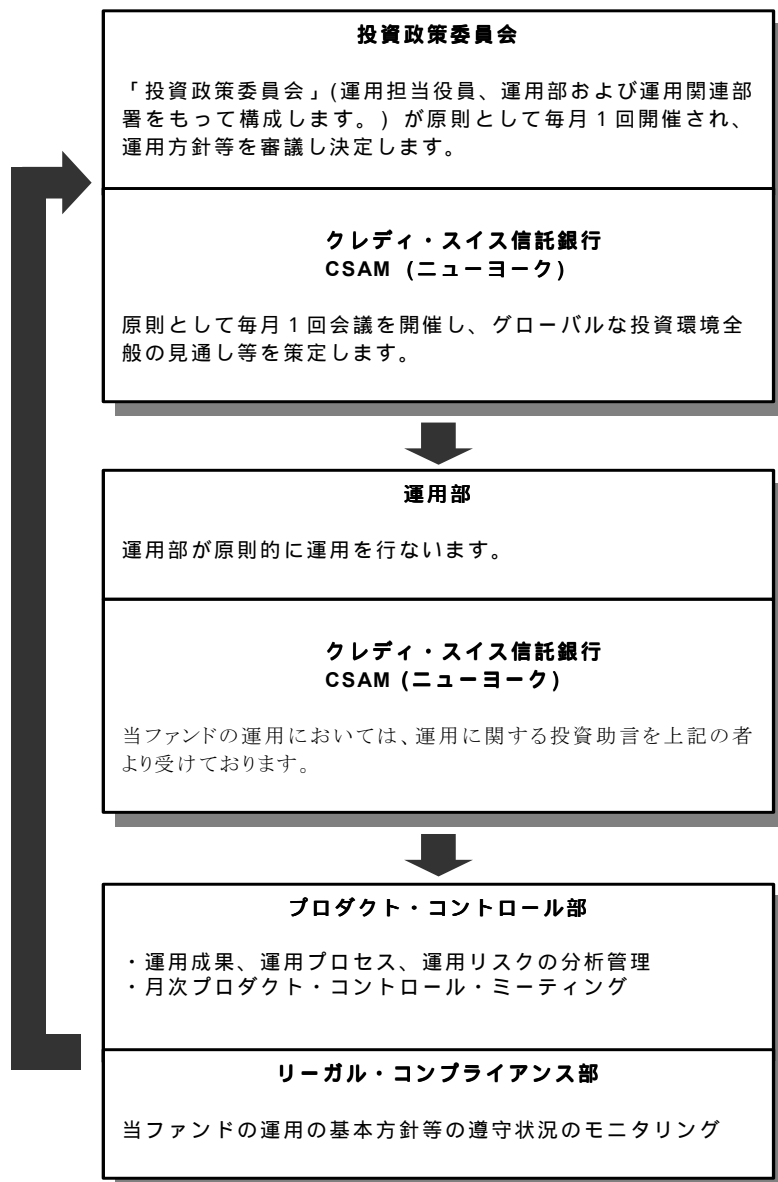 投資政策委員会
「投資政策委員会」(運用担当役員、運用部および運用関連部
署をもって構成します。) が原則として毎月１回開催され、
運用方針等を審議し決定します。
クレディ・スイス信託銀行
CSAM (ニューヨーク)
原則として毎月１回会議を開催し、グローバルな投資環境全
般の見通し等を策定します。
運用部
運用部が原則的に運用を行ないます。
クレディ・スイス信託銀行
CSAM (ニューヨーク)
当ファンドの運用においては、運用に関する投資助言を上記の者
より受けております。
プロダクト・コントロール部
・運用成果、運用プロセス、運用リスクの分析管理
・月次プロダクト・コントロール・ミーティング
リーガル・コンプライアンス部
当ファンドの運用の基本方針等の遵守状況のモニタリング